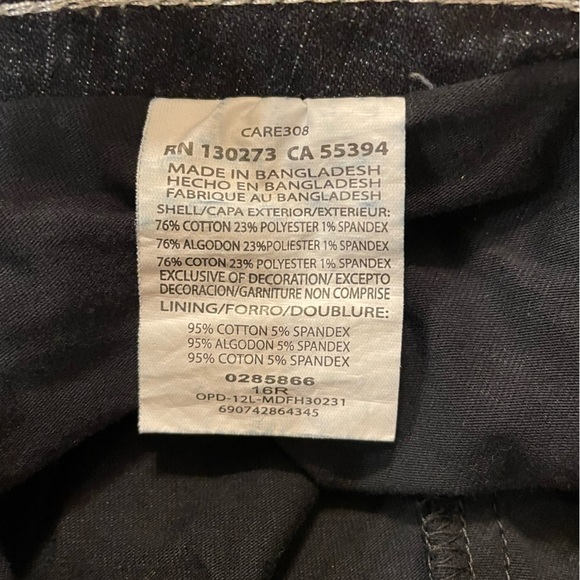 CARE308
RN 130273 CA 55394
MADE IN BANGLADESH
HECHO EN BANGLADESH
FABRIQUE AU BANGLADESH
SHELL/CAPA EXTERIOR/EXTERIEUR:
76% COTTON 23% POLYESTER 1% SPANDEX
76% ALGODON 23%POLIESTER 1% SPANDEX
76% COTON 23% POLYESTER 1% SPANDEX
EXCLUSIVE OF DECORATION/ EXCEPTO
DECORACION/GARNITURE NON COMPRISE
LINING/FORRO/DOUBLURE:
95% COTTON 5% SPANDEX
95% ALGODON 5% SPANDEX
95% COTON 5% SPANDEX
0285866
16R
OPD-12L-MDFH30231
690742864345